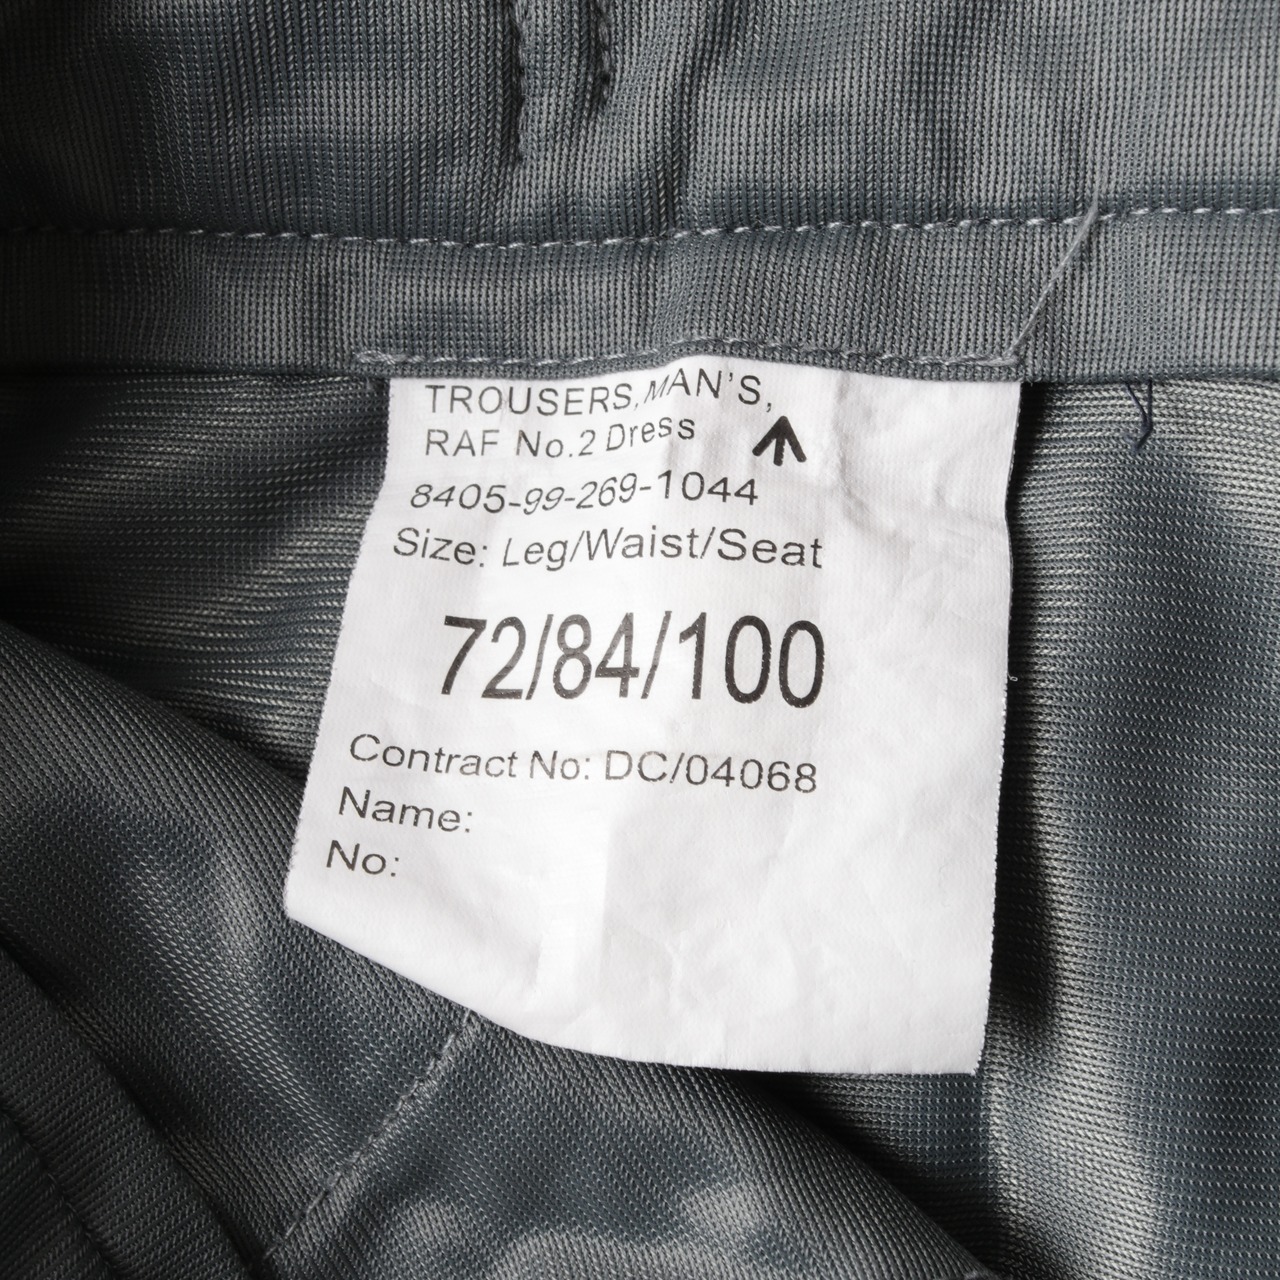 TROUSERS, MAN'S,
RAF No.2 Dress
8405-99-269-1044
Size: Leg/Waist/Seat
72/84/100
Contract No: DC/04068
Name:
No: